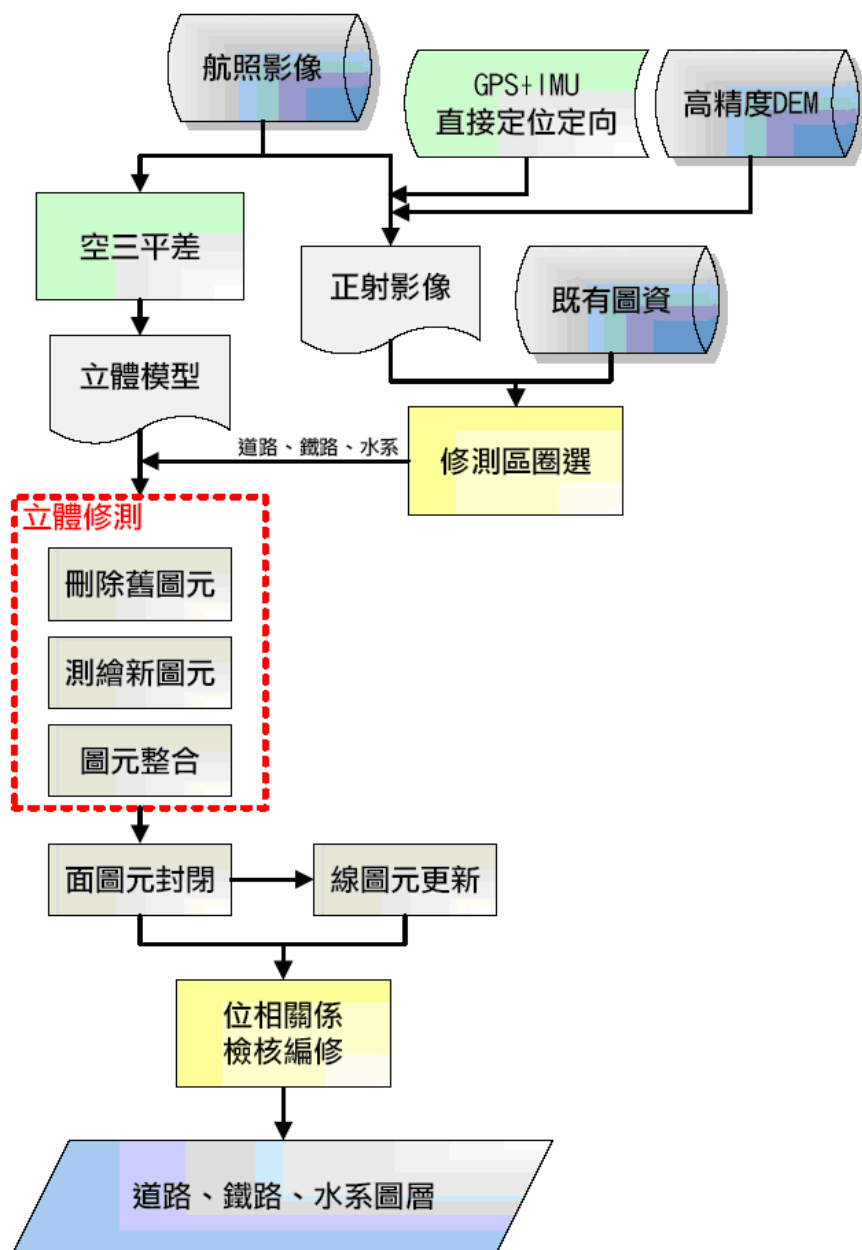 航照影像
GPS+IMU
直接定位定向
高精度DEM
空三平差
正射影像
既有圖資
立體模型
道路、鐵路、水系
修測區圈選
立體修測
刪除舊圖元
測繪新圖元
圖元整合
面圖元封閉
線圖元更新
位相關係
檢核編修
道路、鐵路、水系圖層